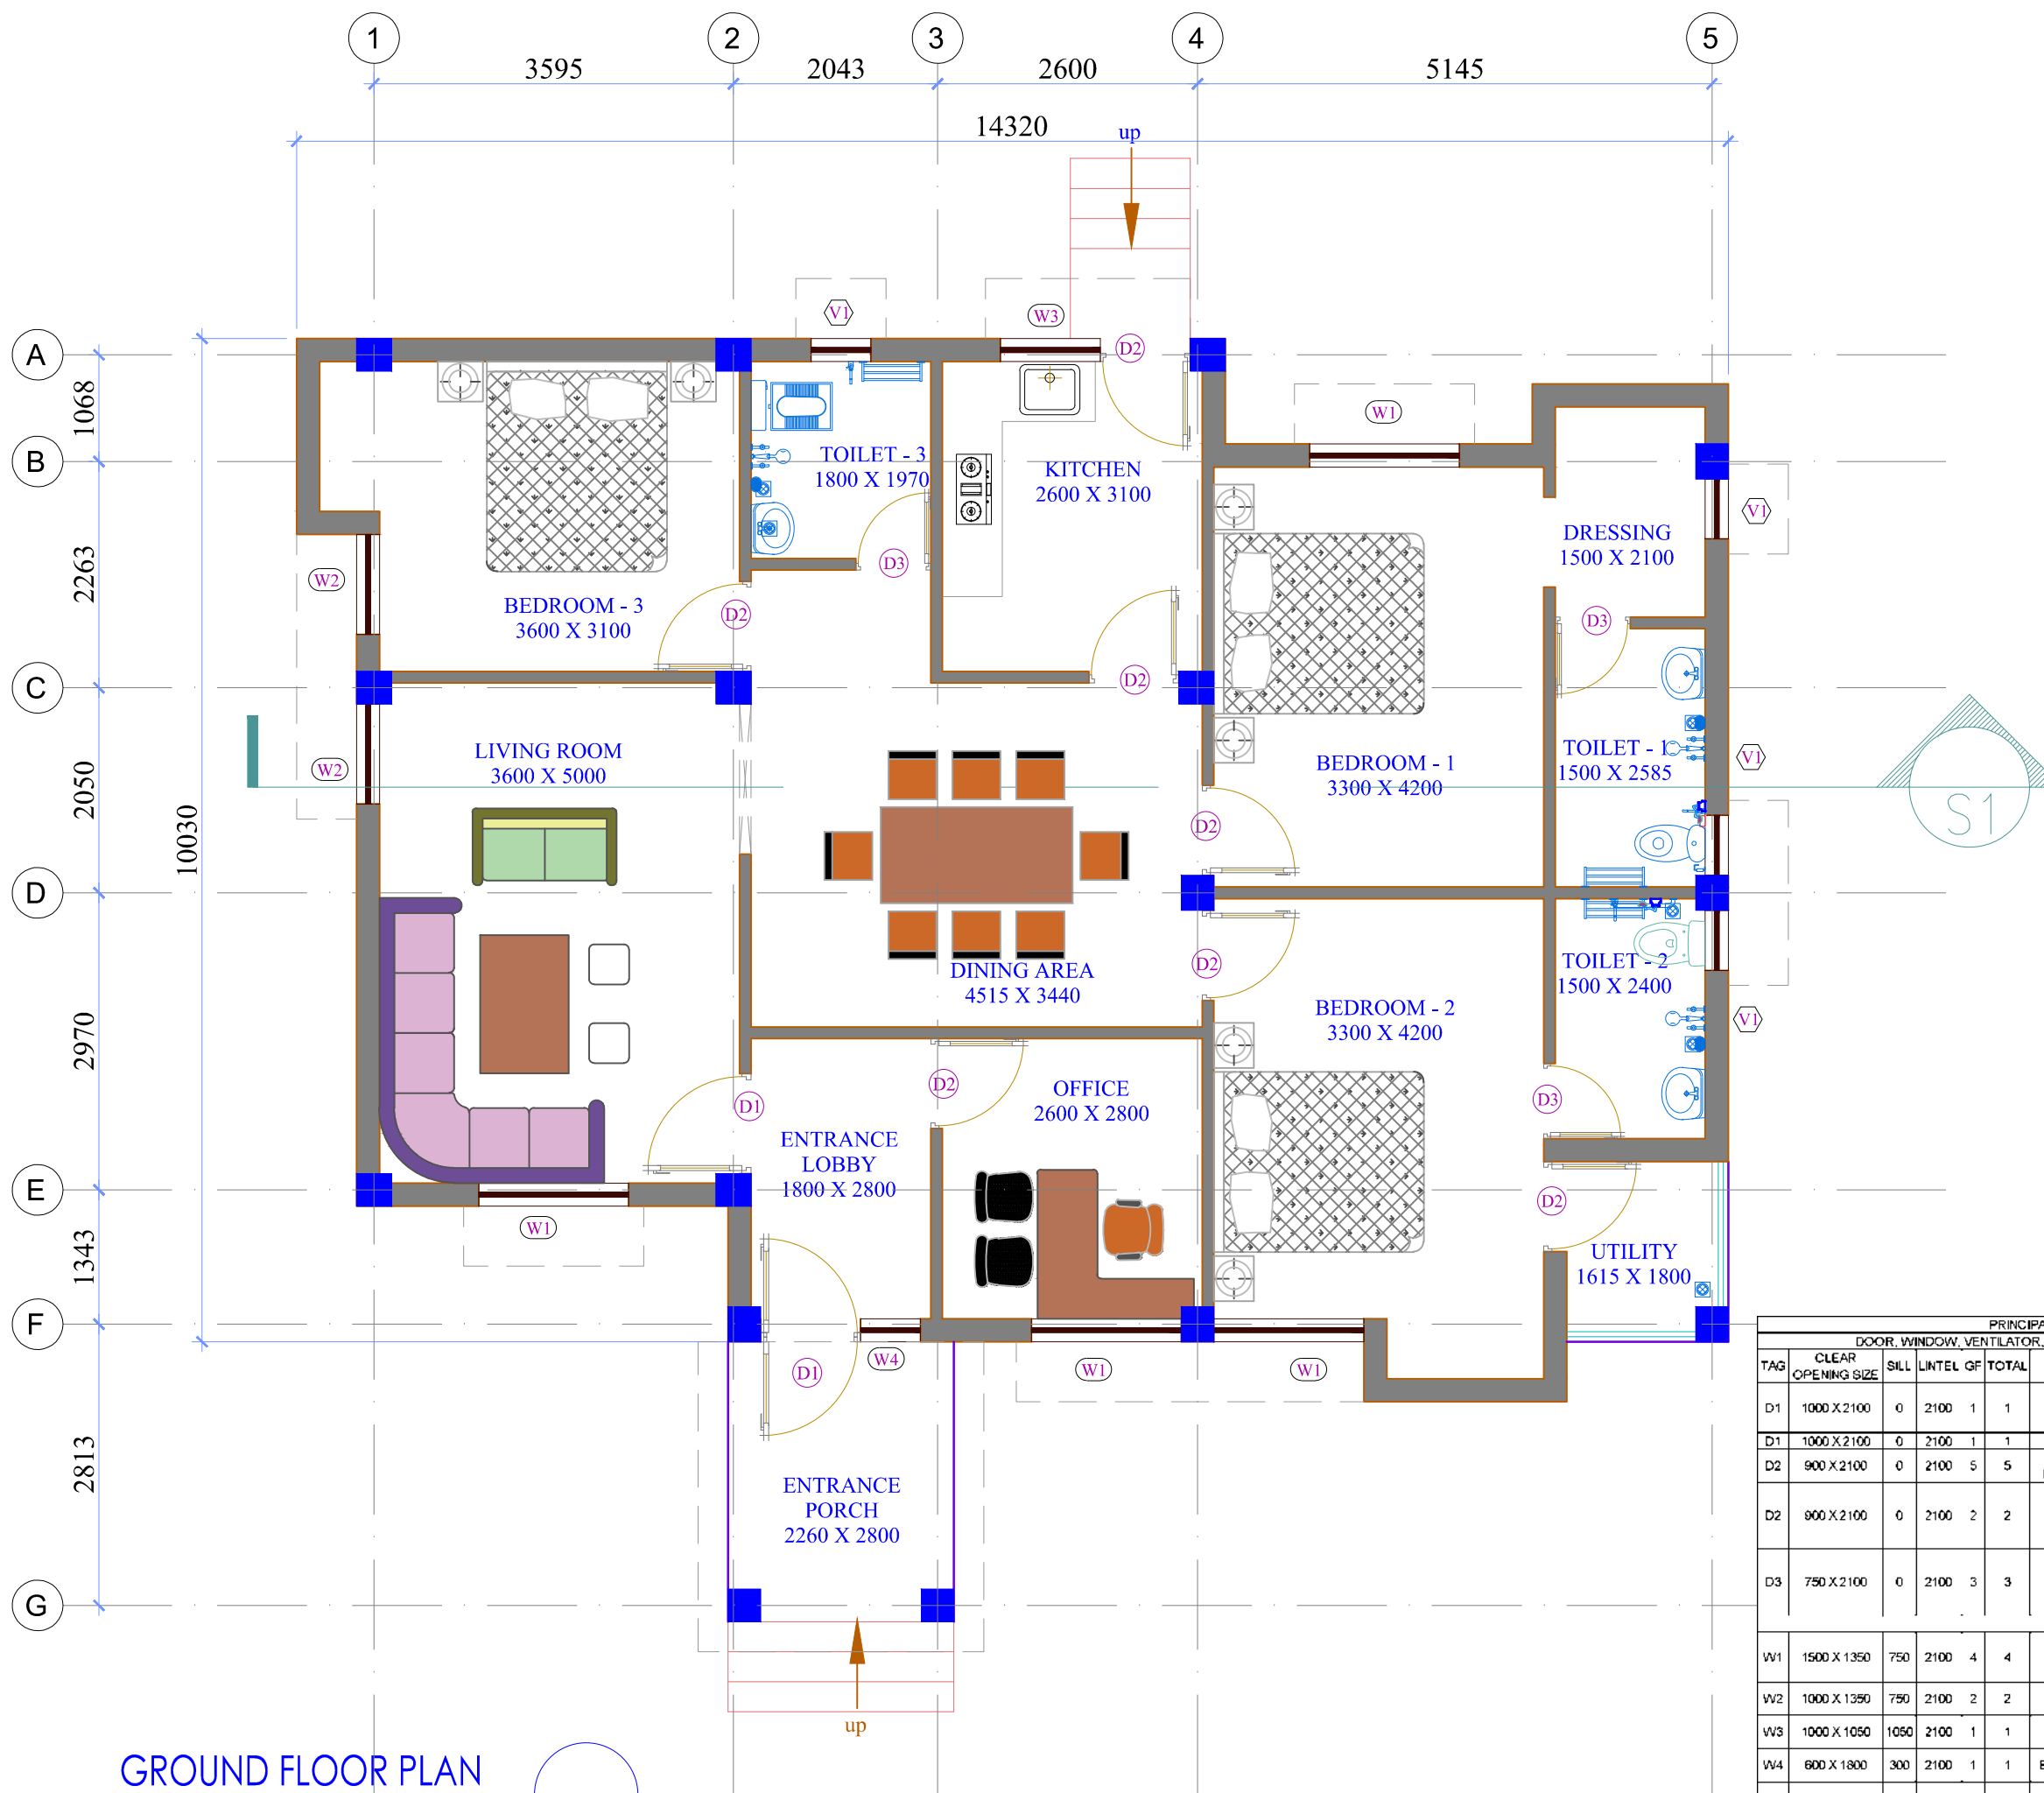 1 2 3 4 5
3595 2043 2600 5145
14320
up
V1 W3
A D2
1068 W1
B
TOILET - 3
1800 X 1970
KITCHEN
2600 X 3100
V1
DRESSING
1500 X 2100
2263 W2 D3
BEDROOM - 3
3600 X 3100
D2 D3
C D2
LIVING ROOM
3600 X 5000
TOILET - 1
1500 X 2585
V1
BEDROOM - 1
3300 X 4200
W2
2050
10030
D2
S1
D
D2
DINING AREA
4515 X 3440
TOILET - 2
1500 X 2400
BEDROOM - 2
3300 X 4200
V1
2970
D2
OFFICE
2600 X 2800
D1 D3
ENTRANCE
LOBBY
1800 X 2800
E D2
W1
1343
UTILITY
1615 X 1800
F
W4 D1 W1 W1
2813
ENTRANCE
PORCH
2260 X 2800
G
up
GROUND FLOOR PLAN
DOOR, WINDOW, VENTILATOR,
TAG CLEAR OPENING SIZE SILL LINTEL GF TOTAL
D1 1000 X 2100 0 2100 1 1
D1 1000 X 2100 0 2100 1 1
D2 900 X 2100 0 2100 5 5
D2 900 X 2100 0 2100 2 2
D3 750 X 2100 0 2100 3 3
W1 1500 X 1350 750 2100 4 4
W2 1000 X 1350 750 2100 2 2
W3 1000 X 1050 1050 2100 1 1
W4 600 X 1800 300 2100 1 1